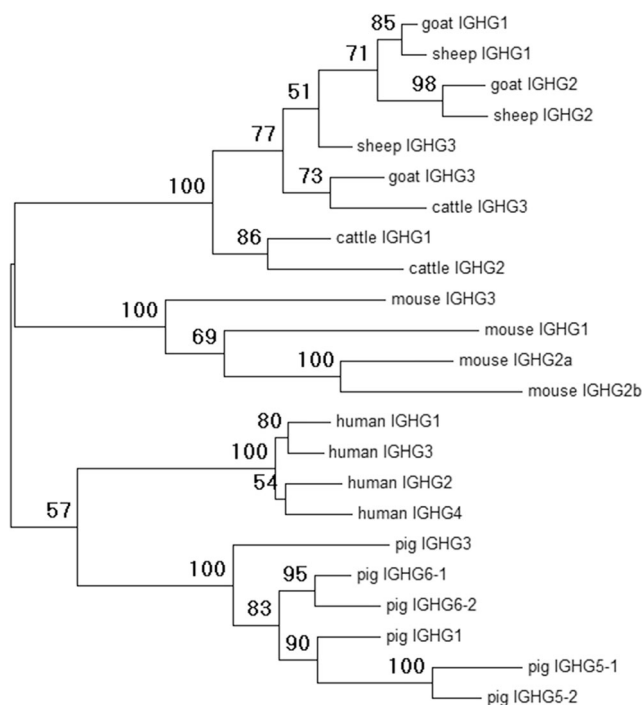 85
goat IGHG1
sheep IGHG1
71
98
goat IGHG2
sheep IGHG2
51
sheep IGHG3
77
73
goat IGHG3
cattle IGHG3
100
86
cattle IGHG1
cattle IGHG2
100
mouse IGHG3
69
mouse IGHG1
100
mouse IGHG2a
mouse IGHG2b
80
human IGHG1
100
human IGHG3
54
human IGHG2
human IGHG4
57
100
pig IGHG3
95
pig IGHG6-1
83
pig IGHG6-2
90
pig IGHG1
100
pig IGHG5-1
pig IGHG5-2